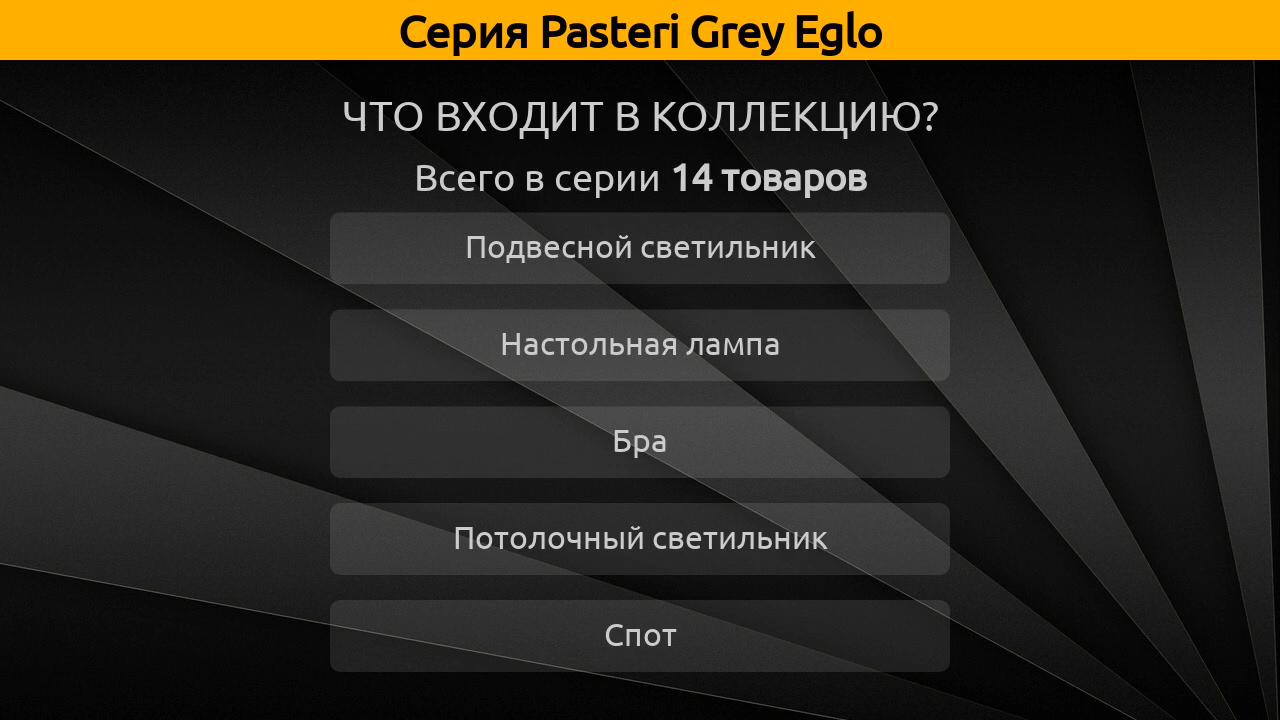 Серия Pasteri Grey Eglo
ЧТО ВХОДИТ В КОЛЛЕКЦИЮ?
Всего в серии 14 товаров
Подвесной светильник
Настольная лампа
Бра
Потолочный светильник
Спот